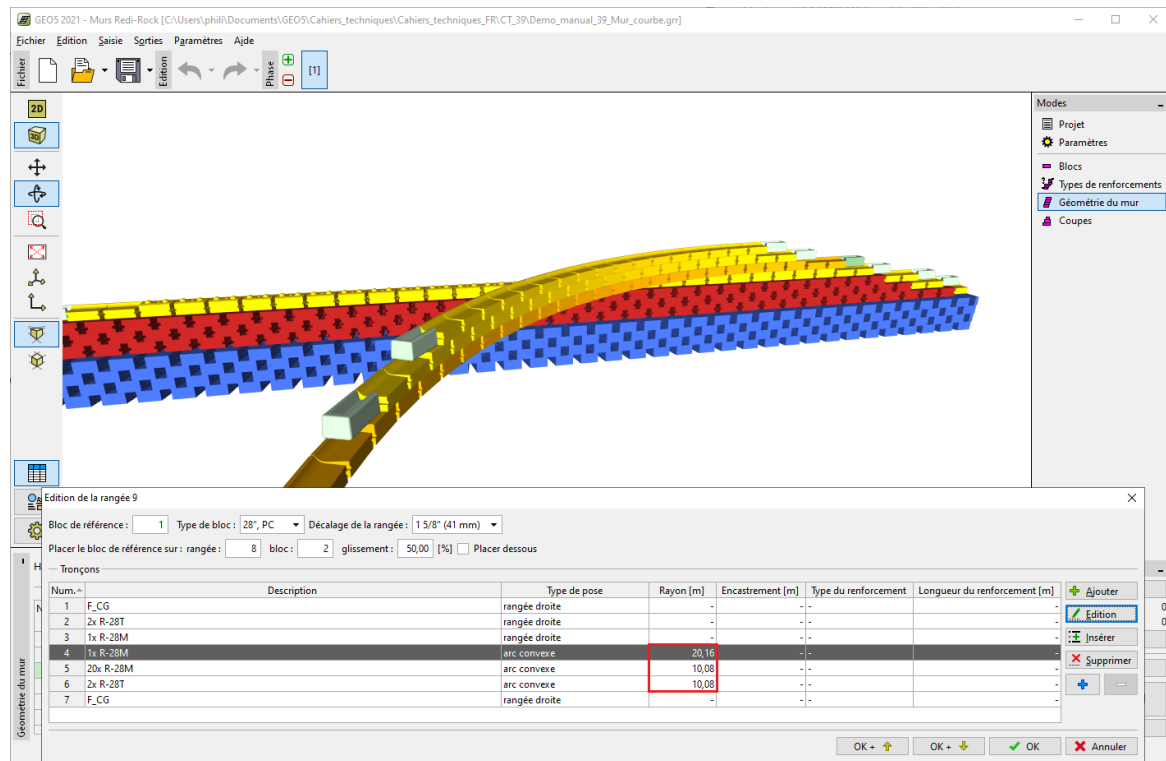 GEO5 2021 - Murs Redi-Rock [C:\Users\phili\Documents\GEO5\Cahiers_techniques\Cahiers_techniques_FR\CT_39\Demo_manual_39_Mur_courbe.grr]
Fichier Edition Saisie Sorties Paramètres Aide
Fichier Edition Phase [1]
2D
3D
Modes
Projet
Paramètres
Blocs
Types de renforcements
Géométrie du mur
Coupes
Edition de la rangée 9
Bloc de référence : 1 Type de bloc : 28", PC Décalage de la rangée : 1 5/8" (41 mm)
Placer le bloc de référence sur : rangée : 8 bloc : 2 glissement : 50,00 [%] Placer dessous
Tronçons
Num. Description Type de pose Rayon [m] Encastrement [m] Type du renforcement Longueur du renforcement [m]
1 F_CG rangée droite - - - -
2 2x R-28T rangée droite - - - -
3 1x R-28M rangée droite - - - -
4 1x R-28M arc convexe 20,16 - - -
5 20x R-28M arc convexe 10,08 - - -
6 2x R-28T arc convexe 10,08 - - -
7 F_CG rangée droite - - - -
Ajouter
Edition
Insérer
Supprimer
Géométrie du mur
OK + OK + OK Annuler